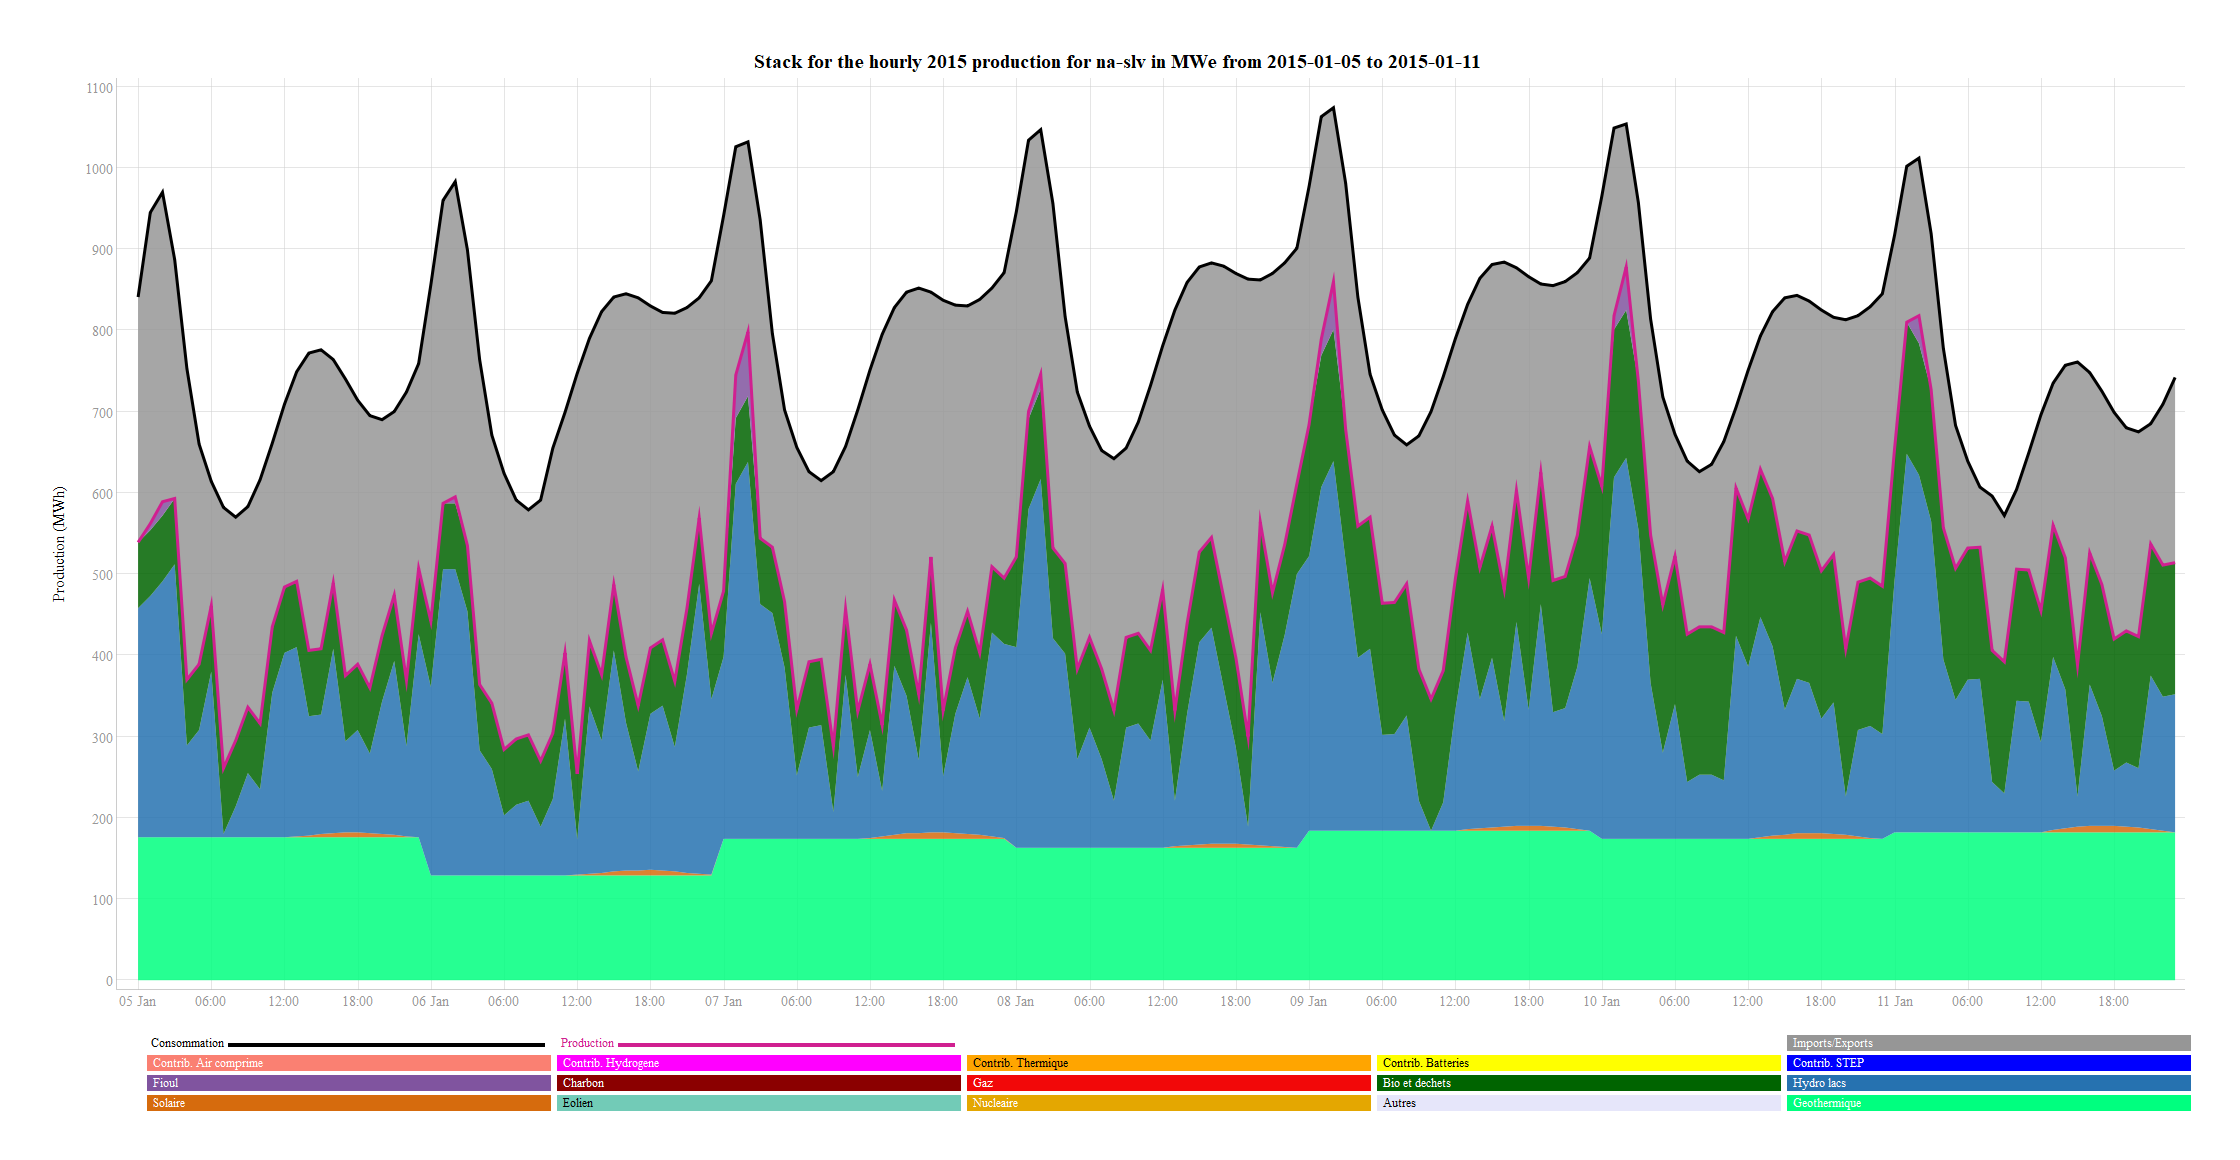 Stack for the hourly 2015 production for na-slv in MWe from 2015-01-05 to 2015-01-11
1100
1000
900
800
700
600
500
400
300
200
100
0
Production (MWh)
05 Jan 06:00 12:00 18:00 06 Jan 06:00 12:00 18:00 07 Jan 06:00 12:00 18:00 08 Jan 06:00 12:00 18:00 09 Jan 06:00 12:00 18:00 10 Jan 06:00 12:00 18:00 11 Jan 06:00 12:00 18:00
Consommation Production Imports/Exports
Contrib. Air comprime Contrib. Hydrogene Contrib. Thermique Contrib. Batteries Contrib. STEP
Fioul Charbon Gaz Bio et dechets Hydro lacs
Solaire Eolien Nucleaire Autres Geothermique